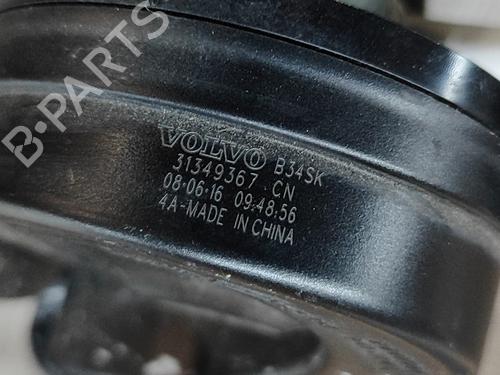 B-PARTS
VOLVO B34SK
31349367 CN
08·06·16 09:48:56
4A-MADE IN CHINA